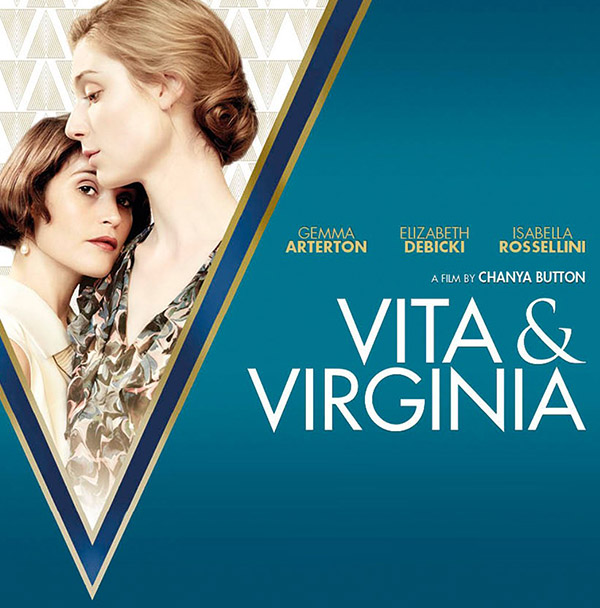 GEMMA ELIZABETH ISABELLA
ARTERTON DEBICKI ROSSELLINI
A FILM BY CHANYA BUTTON
VITA &
VIRGINIA